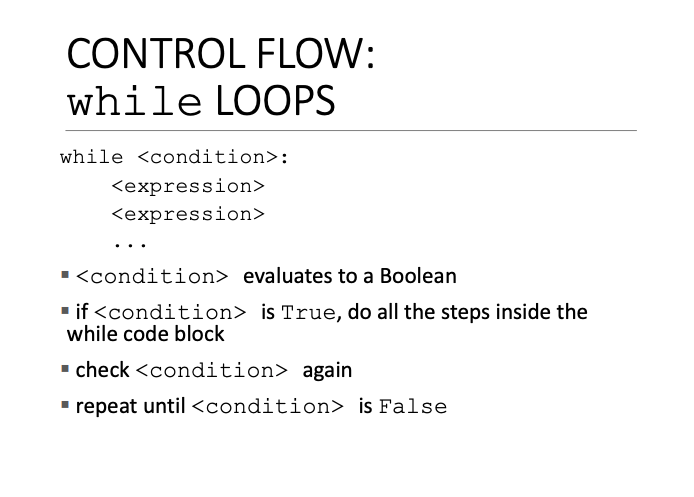 CONTROL FLOW:
while LOOPS
while <condition>:
    <expression>
    <expression>
    ...
▪ <condition> evaluates to a Boolean
▪ if <condition> is True, do all the steps inside the
while code block
▪ check <condition> again
▪ repeat until <condition> is False